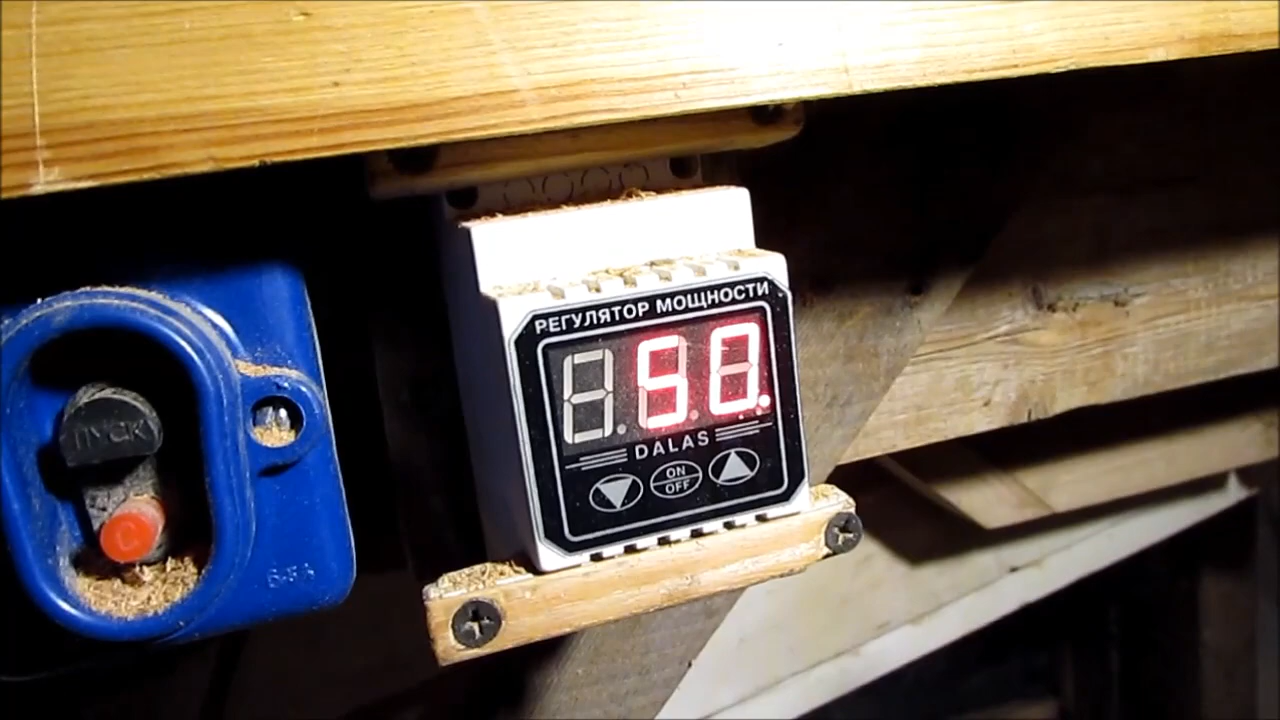 РЕГУЛЯТОР МОЩНОСТИ
50.
DALAS
ON
OFF
ПУСК